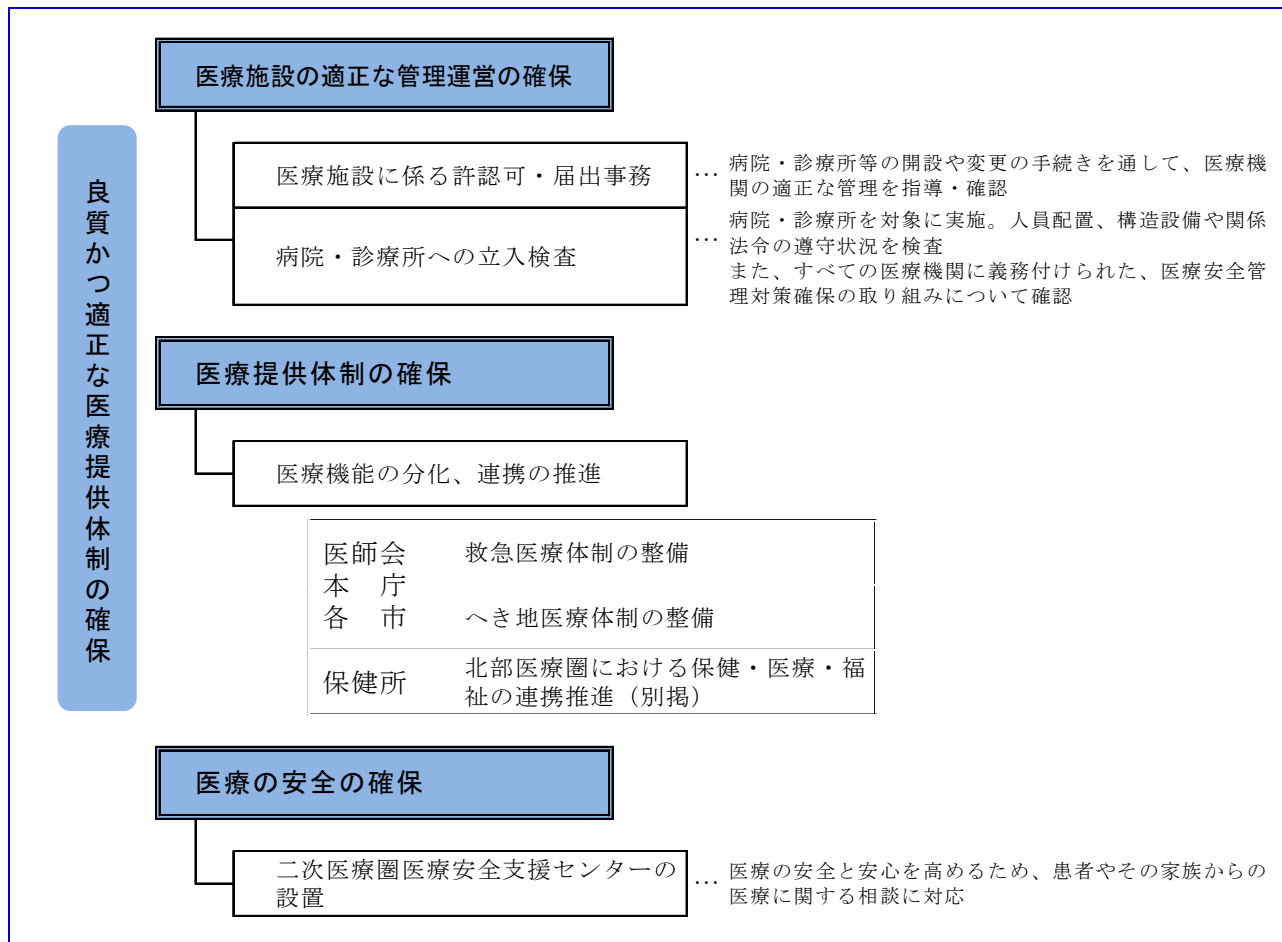 良質かつ適正な医療提供体制の確保
医療施設の適正な管理運営の確保
医療施設に係る許認可・届出事務
… 病院・診療所等の開設や変更の手続きを通して、医療機
関の適正な管理を指導・確認
病院・診療所への立入検査
… 病院・診療所を対象に実施。人員配置、構造設備や関係
法令の遵守状況を検査
また、すべての医療機関に義務付けられた、医療安全管
理対策確保の取り組みについて確認
医療提供体制の確保
医療機能の分化、連携の推進
医師会 救急医療体制の整備
本 庁
各 市 へき地医療体制の整備
保健所 北部医療圏における保健・医療・福
祉の連携推進（別掲）
医療の安全の確保
二次医療圏医療安全支援センターの
設置
… 医療の安全と安心を高めるため、患者やその家族からの
医療に関する相談に対応